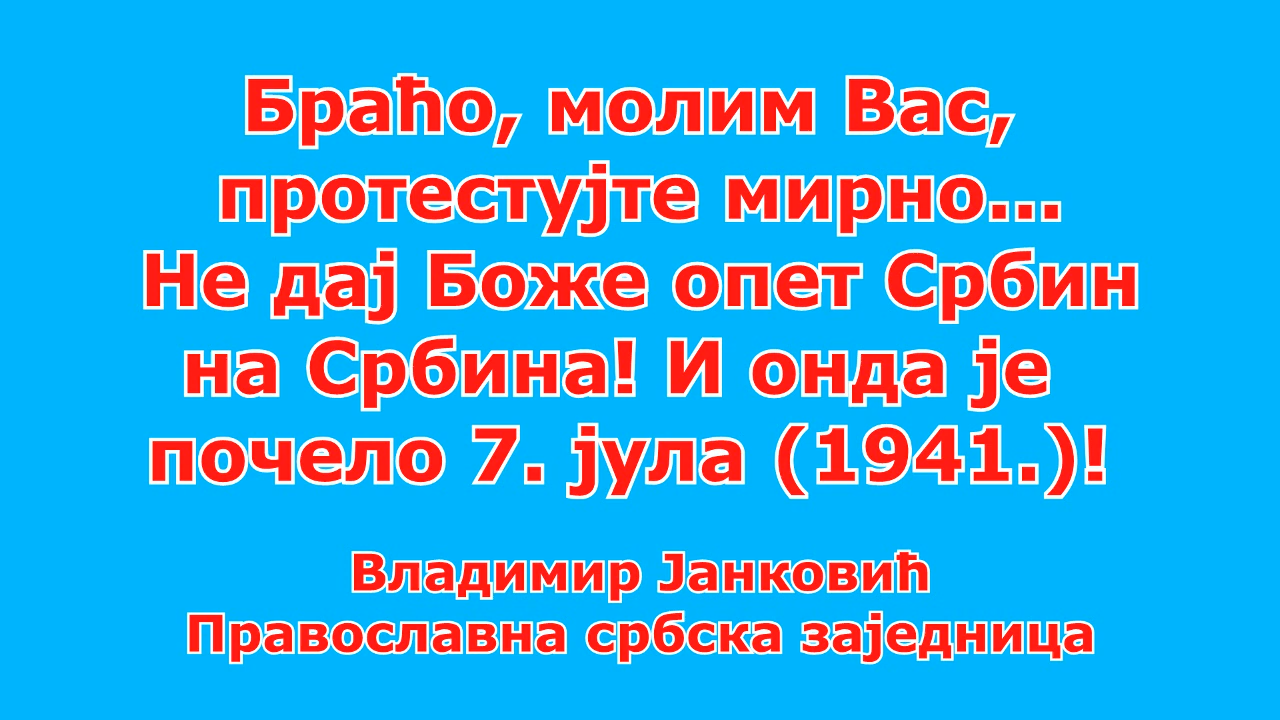 Браћо, молим Вас,
протестујте мирно...
Не дај Боже опет Србин
на Србина! И онда је
почело 7. јула (1941.)!
Владимир Јанковић
Православна србска заједница